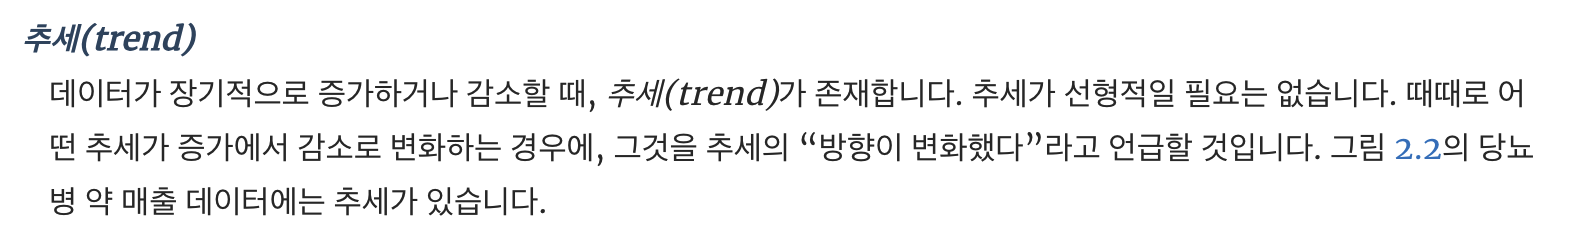 추세(trend)
데이터가 장기적으로 증가하거나 감소할 때, 추세(trend)가 존재합니다. 추세가 선형적일 필요는 없습니다. 때때로 어
떤 추세가 증가에서 감소로 변화하는 경우에, 그것을 추세의 “방향이 변화했다”라고 언급할 것입니다. 그림 2.2의 당뇨
병 약 매출 데이터에는 추세가 있습니다.